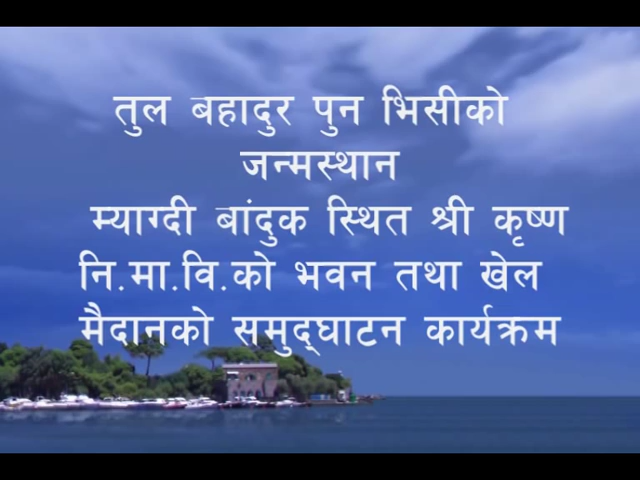 तुल बहादुर पुन भिसीको
जन्मस्थान
म्याग्दी बांदुक स्थित श्री कृष्ण
नि.मा.वि.को भवन तथा खेल
मैदानको समुद्घाटन कार्यक्रम